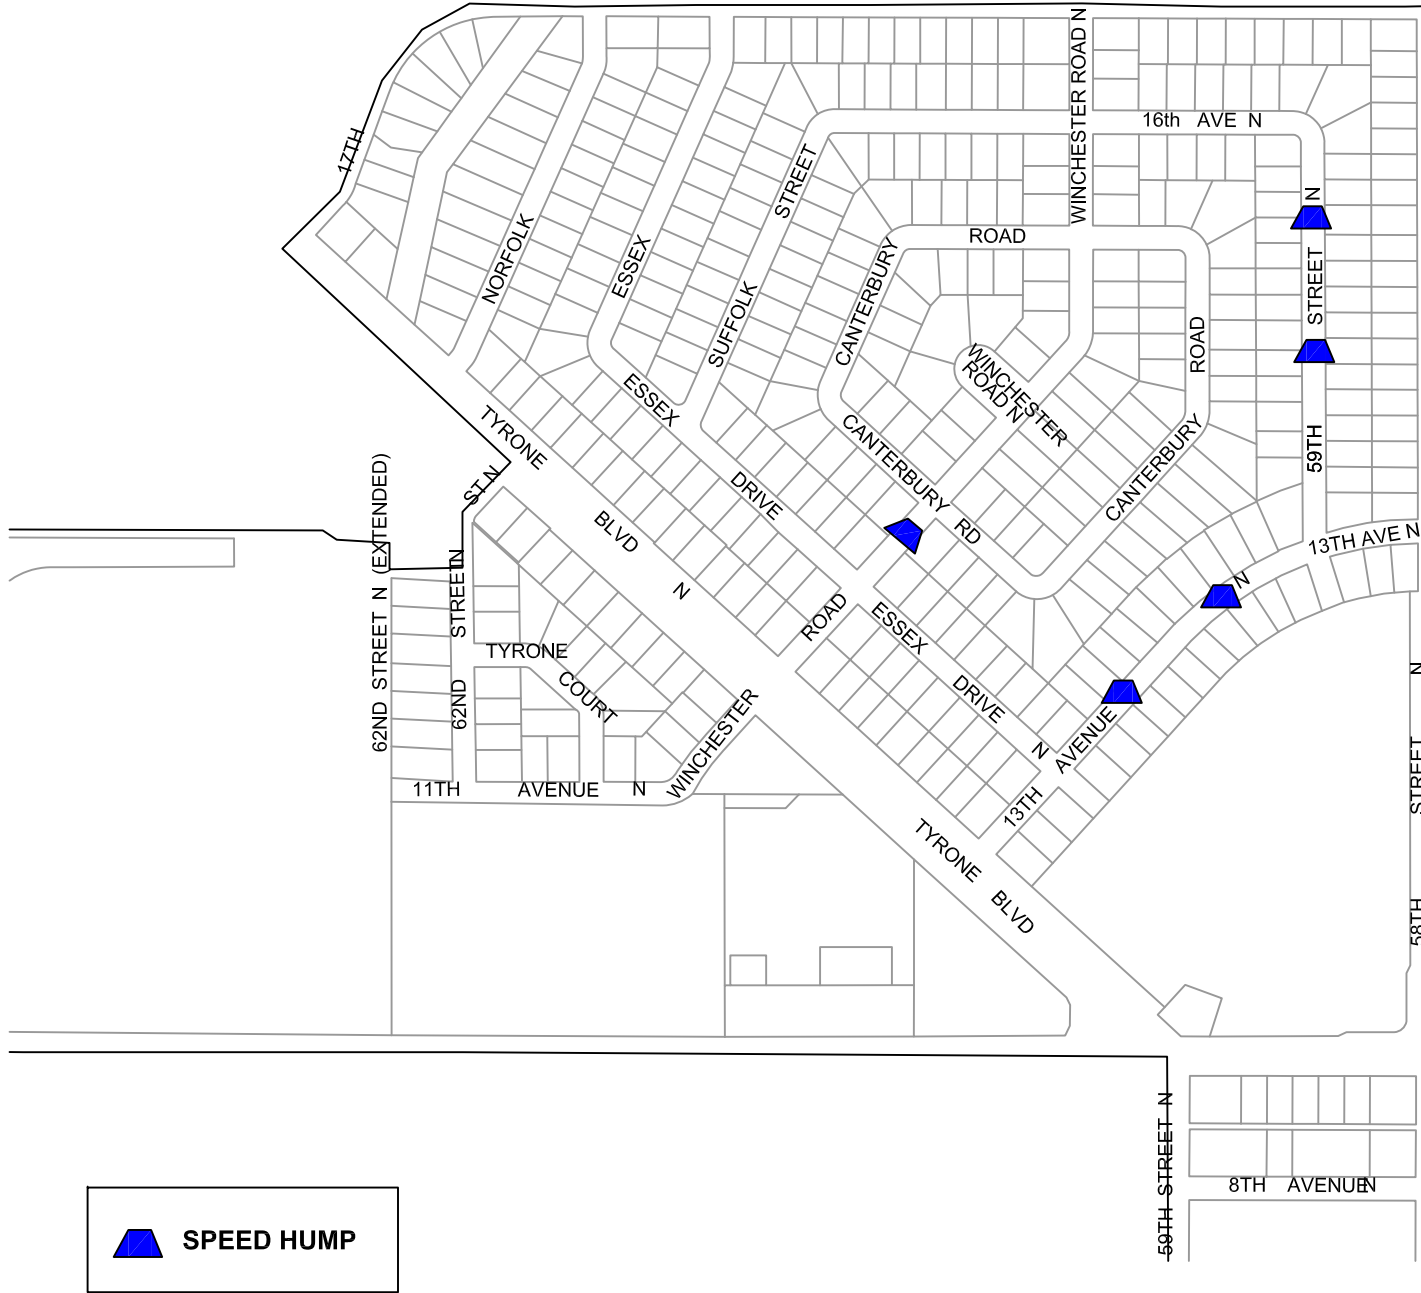 WINCHESTER ROAD N
16th AVE N
17TH
STREET
N
NORFOLK
ESSEX
SUFFOLK
CANTERBURY
ROAD
STREET
ROAD
WINCHESTER
ROAD N
ESSEX
TYRONE
CANTERBURY RD
CANTERBURY
59TH
62ND STREET N (EXTENDED)
ST N
DRIVE
BLVD
N
13TH AVE N
N
STREET N
ROAD
ESSEX
TYRONE
COURT
62ND
DRIVE
N
WINCHESTER
AVENUE
13TH
11TH AVENUE N
TYRONE
BLVD
58TH STREET N
59TH STREET N
8TH AVENUE N
SPEED HUMP